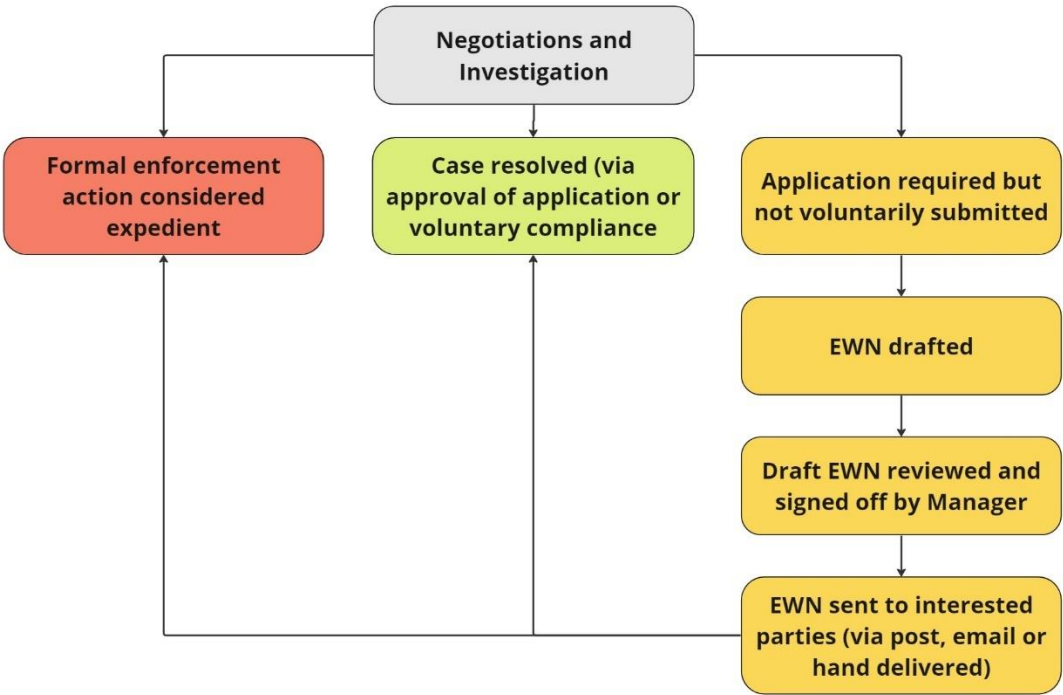 Negotiations and
Investigation
Formal enforcement
action considered
expedient
Case resolved (via
approval of application or
voluntary compliance
Application required but
not voluntarily submitted
EWN drafted
Draft EWN reviewed and
signed off by Manager
EWN sent to interested
parties (via post, email or
hand delivered)